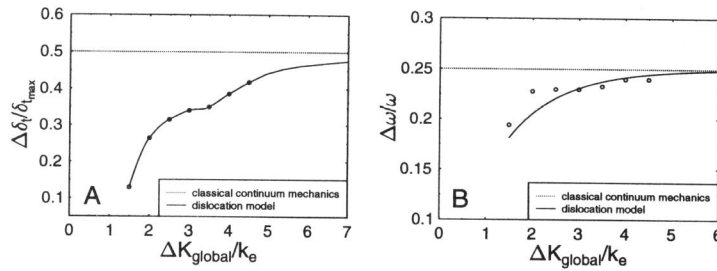 0.6
0.5
0.4
0.3
0.2
0.1
Δδt/δtmax
A
classical continuum mechanics
dislocation model
0 1 2 3 4 5 6 7
ΔKglobal/ke
0.3
0.25
0.2
0.15
0.1
Δω/ω
B
classical continuum mechanics
dislocation model
0 1 2 3 4 5 6
ΔKglobal/ke